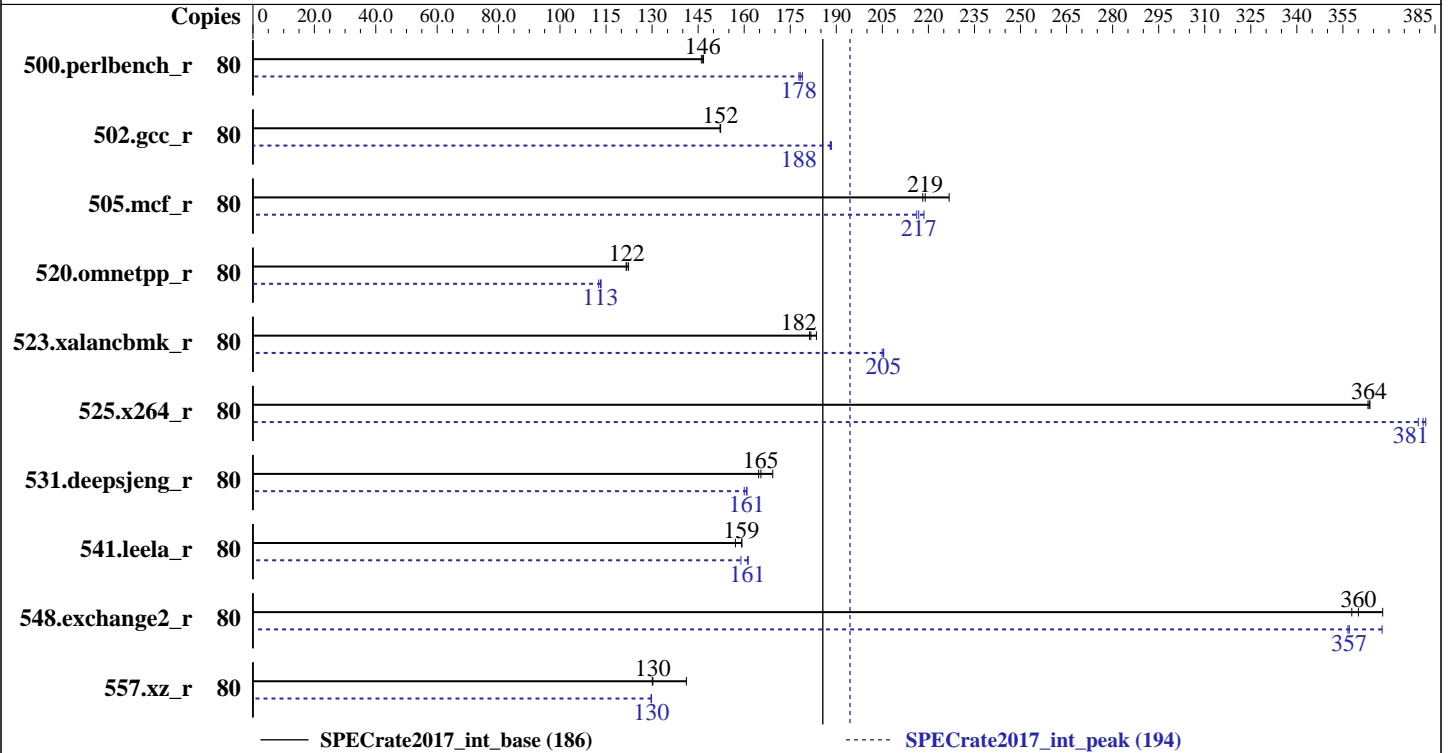 Copies 0 20.0 40.0 60.0 80.0 100 115 130 145 160 175 190 205 220 235 250 265 280 295 310 325 340 355 385
500.perlbench_r 80 146
178
502.gcc_r 80 152
188
505.mcf_r 80 219
217
520.omnetpp_r 80 122
113
523.xalancbmk_r 80 182
205
525.x264_r 80 364
381
531.deepsjeng_r 80 165
161
541.leela_r 80 159
161
548.exchange2_r 80 360
357
557.xz_r 80 130
130
SPECrate2017_int_base (186) SPECrate2017_int_peak (194)